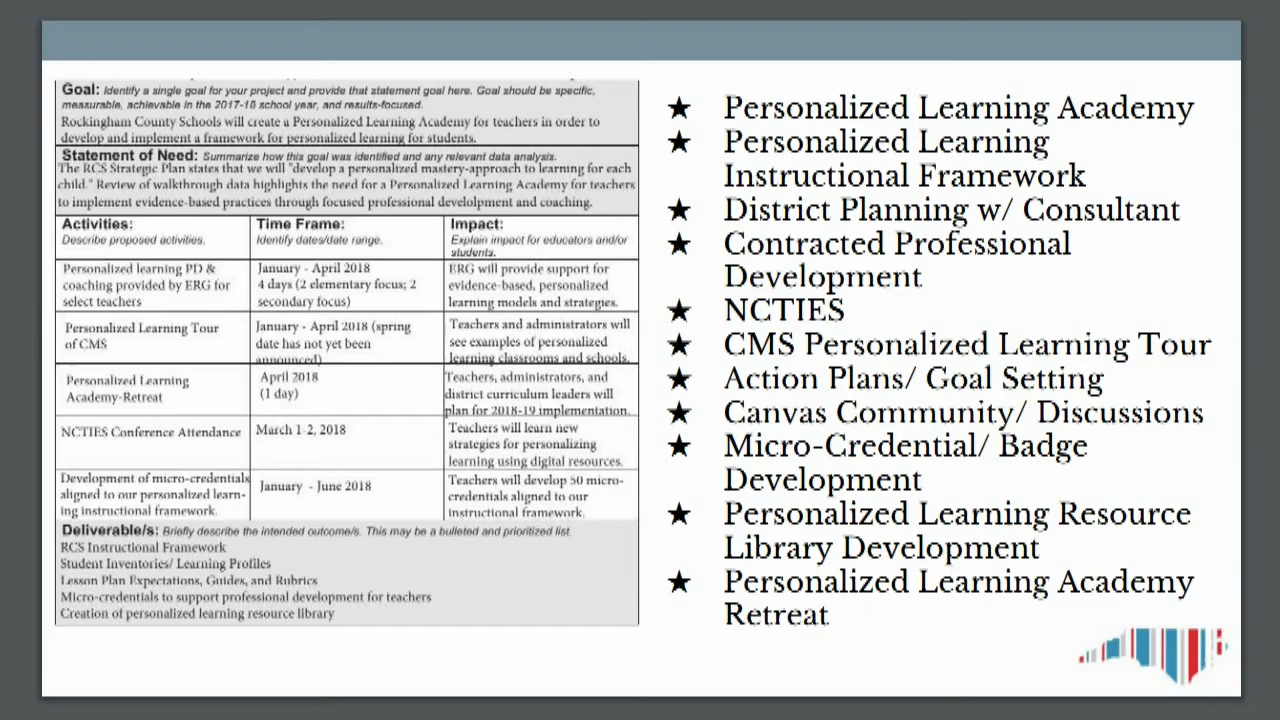 Goal: Identify a single goal for your project and provide that statement goal here. Goal should be specific,
measurable, achievable in the 2017-18 school year, and results-focused.
Rockingham County Schools will create a Personalized Learning Academy for teachers in order to
develop and implement a framework for personalized learning for students.
Statement of Need: Summarize how this goal was identified and any relevant data analysis.
The RCS Strategic Plan states that we will "develop a personalized mastery-approach to learning for each
child." Review of walkthrough data highlights the need for a Personalized Learning Academy for teachers
to implement evidence-based practices through focused professional develolpment and coaching.
Activities:
Describe proposed activities.
Time Frame:
Identify dates/date range.
Impact:
Explain impact for educators and/or
students.
Personalized learning PD &
coaching provided by ERG for
select teachers
January - April 2018
4 days (2 elementary focus; 2
secondary focus)
ERG will provide support for
evidence-based, personalized
learning models and strategies.
Personalized Learning Tour
of CMS
January - April 2018 (spring
date has not yet been
announced)
Teachers and administrators will
see examples of personalized
learning classrooms and schools.
Personalized Learning
Academy-Retreat
April 2018
(1 day)
Teachers, administrators, and
district curriculum leaders will
plan for 2018-19 implementation.
NCTIES Conference Attendance
March 1-2, 2018
Teachers will learn new
strategies for personalizing
learning using digital resources.
Development of micro-credentials
aligned to our personalized learn-
ing instructional framework.
January - June 2018
Teachers will develop 50 micro-
credentials aligned to our
instructional framework.
Deliverable/s: Briefly describe the intended outcome/s. This may be a bulleted and prioritized list.
RCS Instructional Framework
Student Inventories/ Learning Profiles
Lesson Plan Expectations, Guides, and Rubrics
Micro-credentials to support professional development for teachers
Creation of personalized learning resource library
★ Personalized Learning Academy
★ Personalized Learning
Instructional Framework
★ District Planning w/ Consultant
★ Contracted Professional
Development
★ NCTIES
★ CMS Personalized Learning Tour
★ Action Plans/ Goal Setting
★ Canvas Community/ Discussions
★ Micro-Credential/ Badge
Development
★ Personalized Learning Resource
Library Development
★ Personalized Learning Academy
Retreat